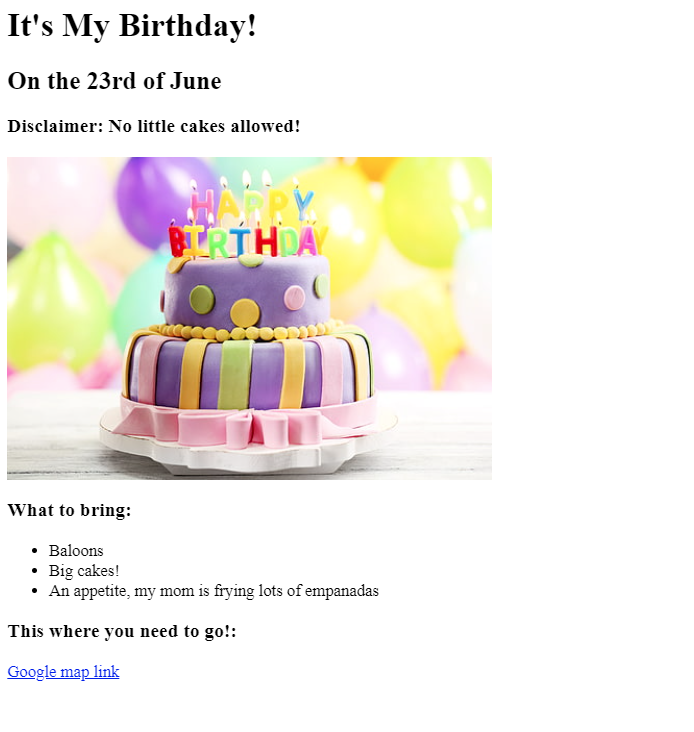 It's My Birthday!
On the 23rd of June
Disclaimer: No little cakes allowed!
HAPPY
BIRTHDAY
What to bring:
Baloons
Big cakes!
An appetite, my mom is frying lots of empanadas
This where you need to go!:
Google map link